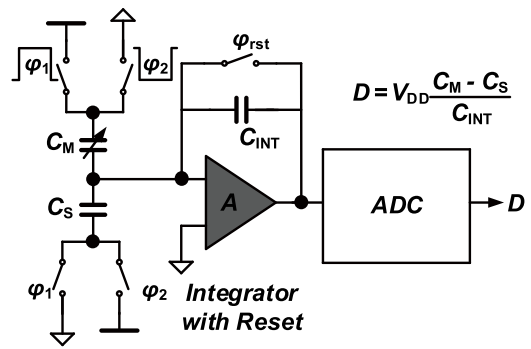 φ1
φ2
φrst
CM
CINT
D = VDD (CM - CS) / CINT
CS
A
ADC
D
φ1
φ2
Integrator
with Reset